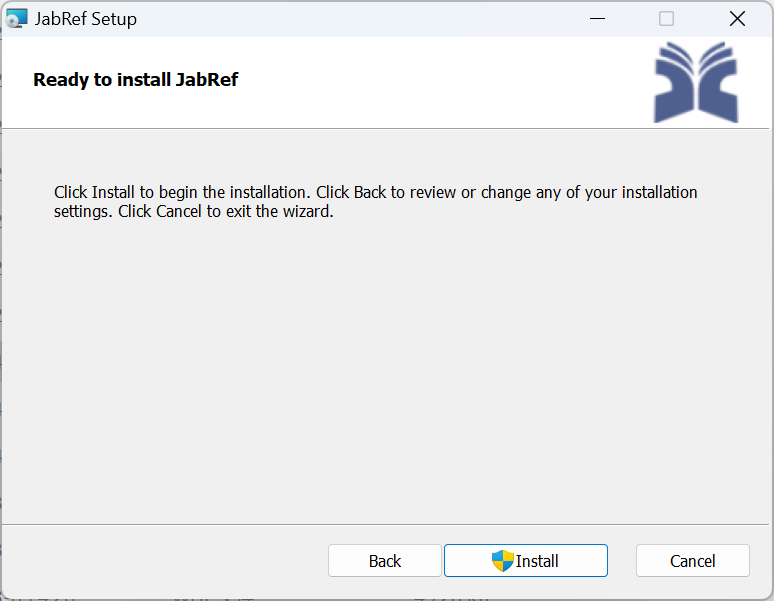 JabRef Setup
Ready to install JabRef
Click Install to begin the installation. Click Back to review or change any of your installation
settings. Click Cancel to exit the wizard.
Back
Install
Cancel